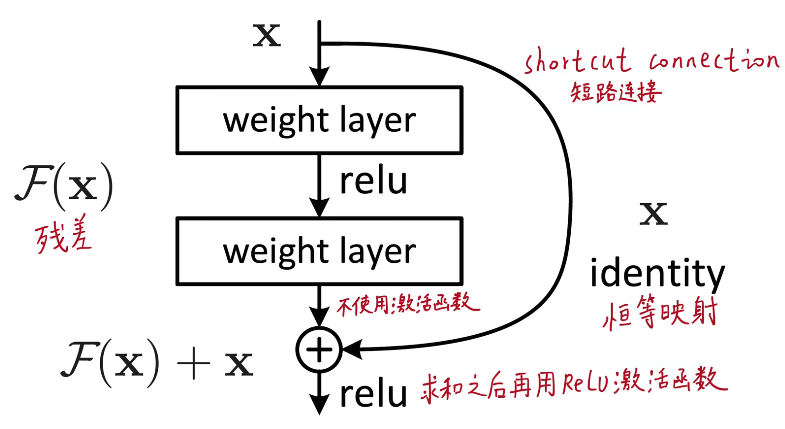 x
shortcut connection
短路连接
weight layer
F(x)
残差
relu
x
weight layer
identity
恒等映射
不使用激活函数
F(x) + x
+
relu 求和之后再用ReLU激活函数